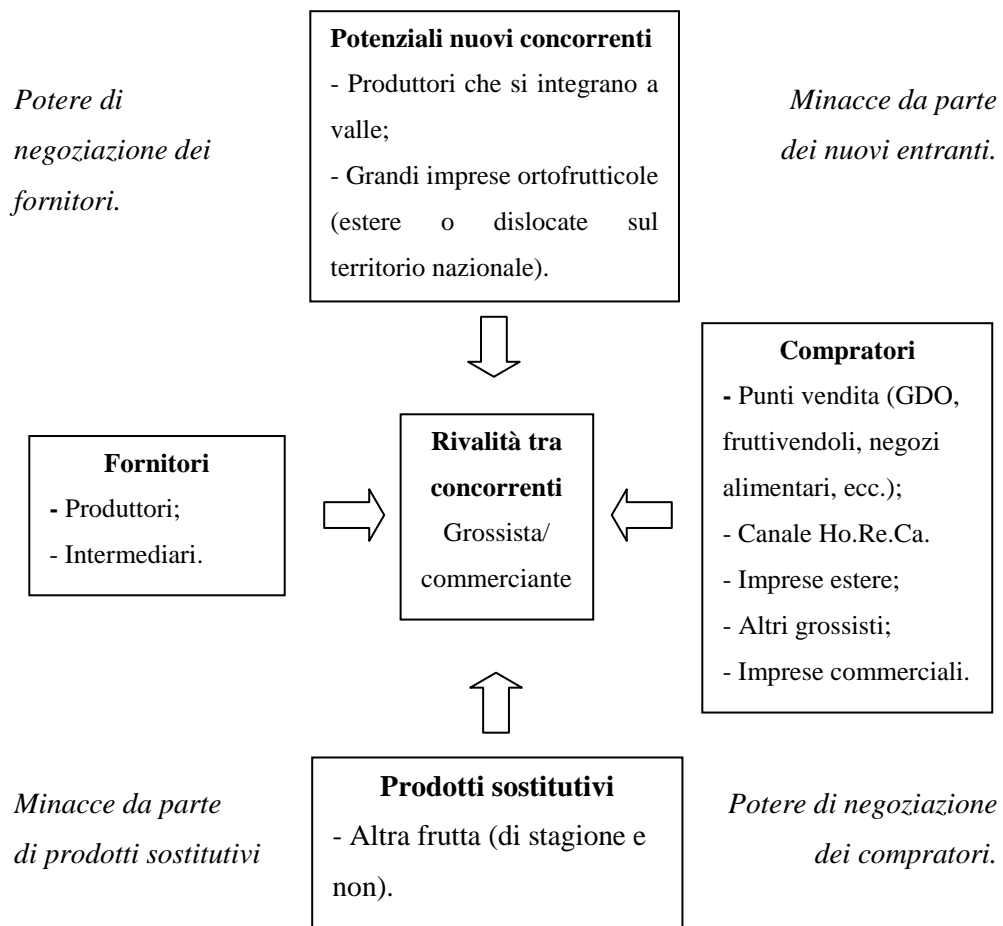 Potenziali nuovi concorrenti
- Produttori che si integrano a
valle;
- Grandi imprese ortofrutticole
(estere o dislocate sul
territorio nazionale).
Potere di
negoziazione dei
fornitori.
Minacce da parte
dei nuovi entranti.
Fornitori
- Produttori;
- Intermediari.
Rivalità tra
concorrenti
Grossista/
commerciante
Compratori
- Punti vendita (GDO,
fruttivendoli, negozi
alimentari, ecc.);
- Canale Ho.Re.Ca.
- Imprese estere;
- Altri grossisti;
- Imprese commerciali.
Minacce da parte
di prodotti sostitutivi
Prodotti sostitutivi
- Altra frutta (di stagione e
non).
Potere di negoziazione
dei compratori.